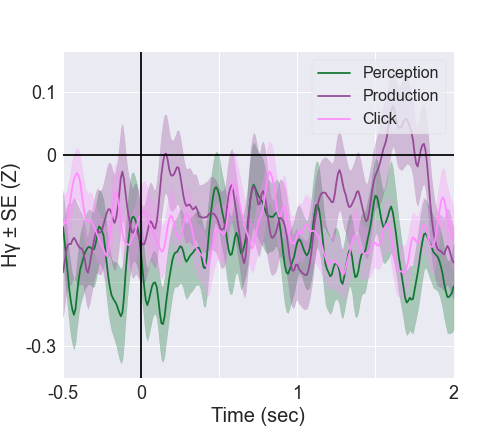 Perception
Production
Click
0.1
0
-0.3
Hγ ± SE (Z)
-0.5
0
1
2
Time (sec)